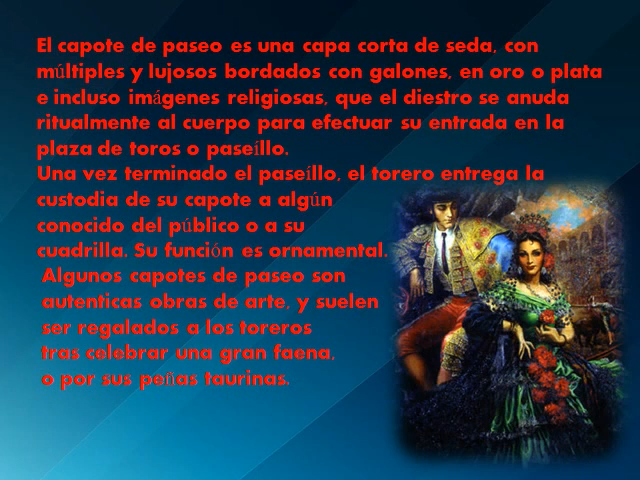 El capote de paseo es una capa corta de seda, con
múltiples y lujosos bordados con galones, en oro o plata
e incluso imágenes religiosas, que el diestro se anuda
ritualmente al cuerpo para efectuar su entrada en la
plaza de toros o paseíllo.
Una vez terminado el paseíllo, el torero entrega la
custodia de su capote a algún
conocido del público o a su
cuadrilla. Su función es ornamental.
Algunos capotes de paseo son
autenticas obras de arte, y suelen
ser regalados a los toreros
tras celebrar una gran faena,
o por sus peñas taurinas.